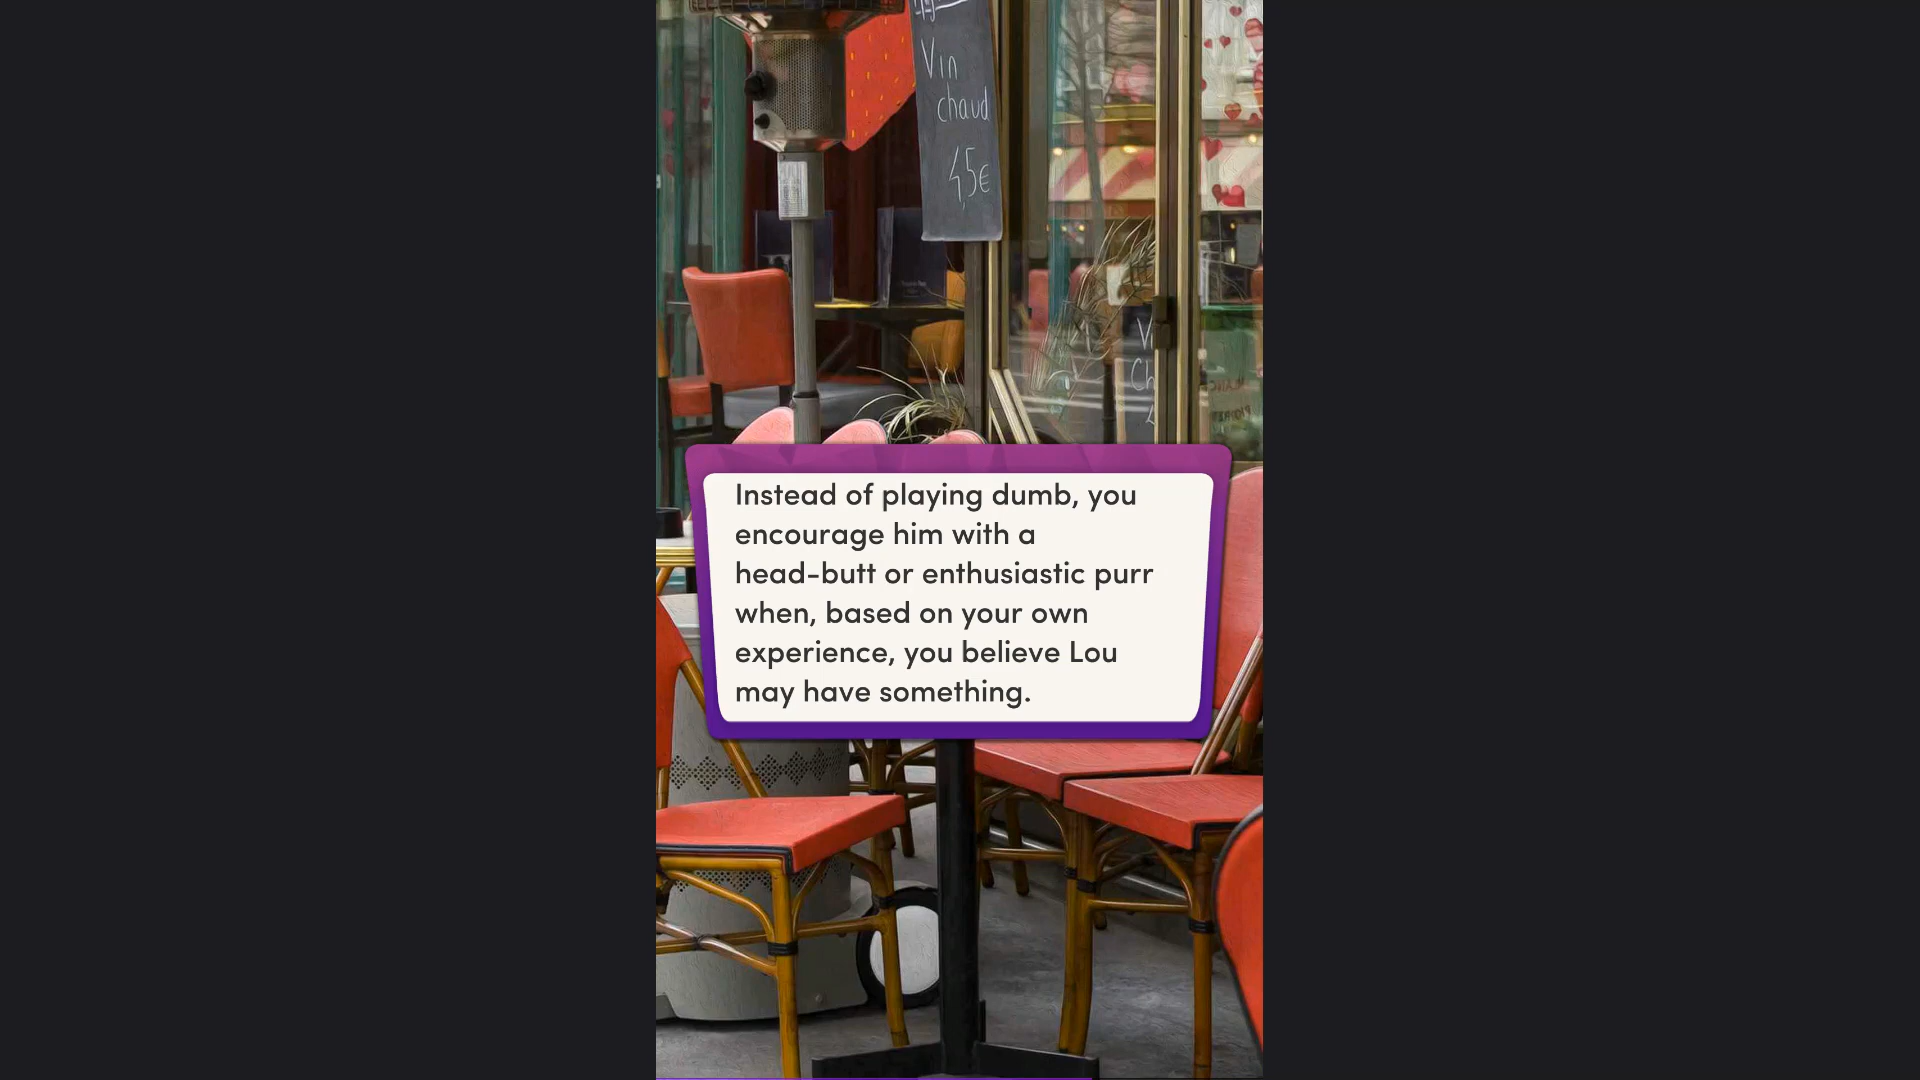 Vin
chaud
4,5€
Instead of playing dumb, you
encourage him with a
head-butt or enthusiastic purr
when, based on your own
experience, you believe Lou
may have something.